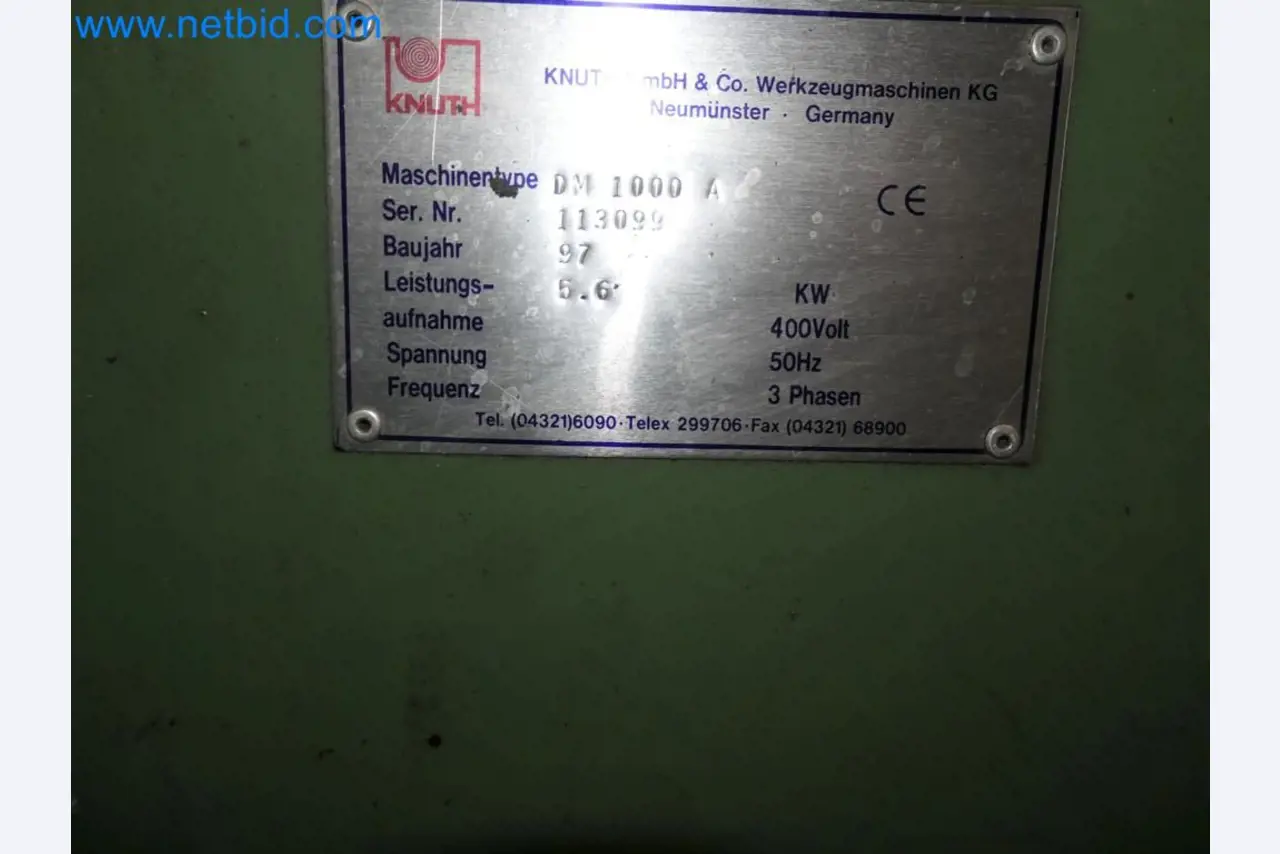 www.netbid.com
KNUTH
KNUT mbH & Co. Werkzeugmaschinen KG
Neumünster · Germany
Maschinentype DM 1000 A
CE
Ser. Nr. 113099
Baujahr 97
Leistungs- 5.6 KW
aufnahme 400Volt
Spannung 50Hz
Frequenz 3 Phasen
Tel. (04321)6090·Telex 299706·Fax (04321) 68900